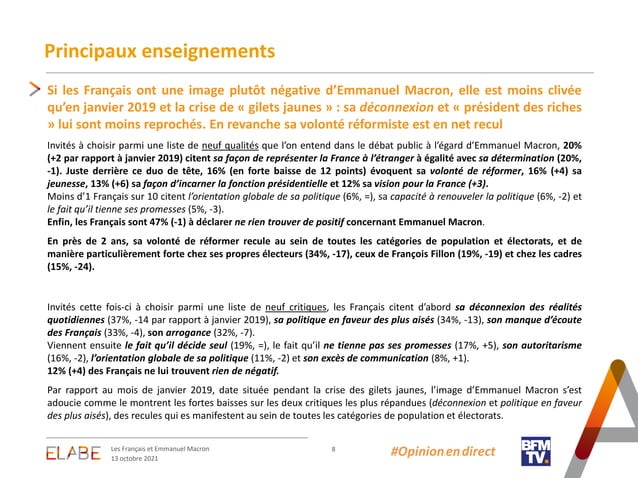 Principaux enseignements
Si les Français ont une image plutôt négative d’Emmanuel Macron, elle est moins clivée
qu’en janvier 2019 et la crise de « gilets jaunes » : sa déconnexion et « président des riches
» lui sont moins reprochés. En revanche sa volonté réformiste est en net recul
Invités à choisir parmi une liste de neuf qualités que l’on entend dans le débat public à l’égard d’Emmanuel Macron, 20%
(+2 par rapport à janvier 2019) citent sa façon de représenter la France à l’étranger à égalité avec sa détermination (20%,
-1). Juste derrière ce duo de tête, 16% (en forte baisse de 12 points) évoquent sa volonté de réformer, 16% (+4) sa
jeunesse, 13% (+6) sa façon d’incarner la fonction présidentielle et 12% sa vision pour la France (+3).
Moins d’1 Français sur 10 citent l’orientation globale de sa politique (6%, =), sa capacité à renouveler la politique (6%, -2) et
le fait qu’il tienne ses promesses (5%, -3).
Enfin, les Français sont 47% (-1) à déclarer ne rien trouver de positif concernant Emmanuel Macron.
En près de 2 ans, sa volonté de réformer recule au sein de toutes les catégories de population et électorats, et de
manière particulièrement forte chez ses propres électeurs (34%, -17), ceux de François Fillon (19%, -19) et chez les cadres
(15%, -24).
Invités cette fois-ci à choisir parmi une liste de neuf critiques, les Français citent d’abord sa déconnexion des réalités
quotidiennes (37%, -14 par rapport à janvier 2019), sa politique en faveur des plus aisés (34%, -13), son manque d’écoute
des Français (33%, -4), son arrogance (32%, -7).
Viennent ensuite le fait qu’il décide seul (19%, =), le fait qu’il ne tienne pas ses promesses (17%, +5), son autoritarisme
(16%, -2), l’orientation globale de sa politique (11%, -2) et son excès de communication (8%, +1).
12% (+4) des Français ne lui trouvent rien de négatif.
Par rapport au mois de janvier 2019, date située pendant la crise des gilets jaunes, l’image d’Emmanuel Macron s’est
adoucie comme le montrent les fortes baisses sur les deux critiques les plus répandues (déconnexion et politique en faveur
des plus aisés), des recules qui es manifestent au sein de toutes les catégories de population et électorats.
ELABE
Les Français et Emmanuel Macron
13 octobre 2021
8
#Opinionendirect
BFM
TV.